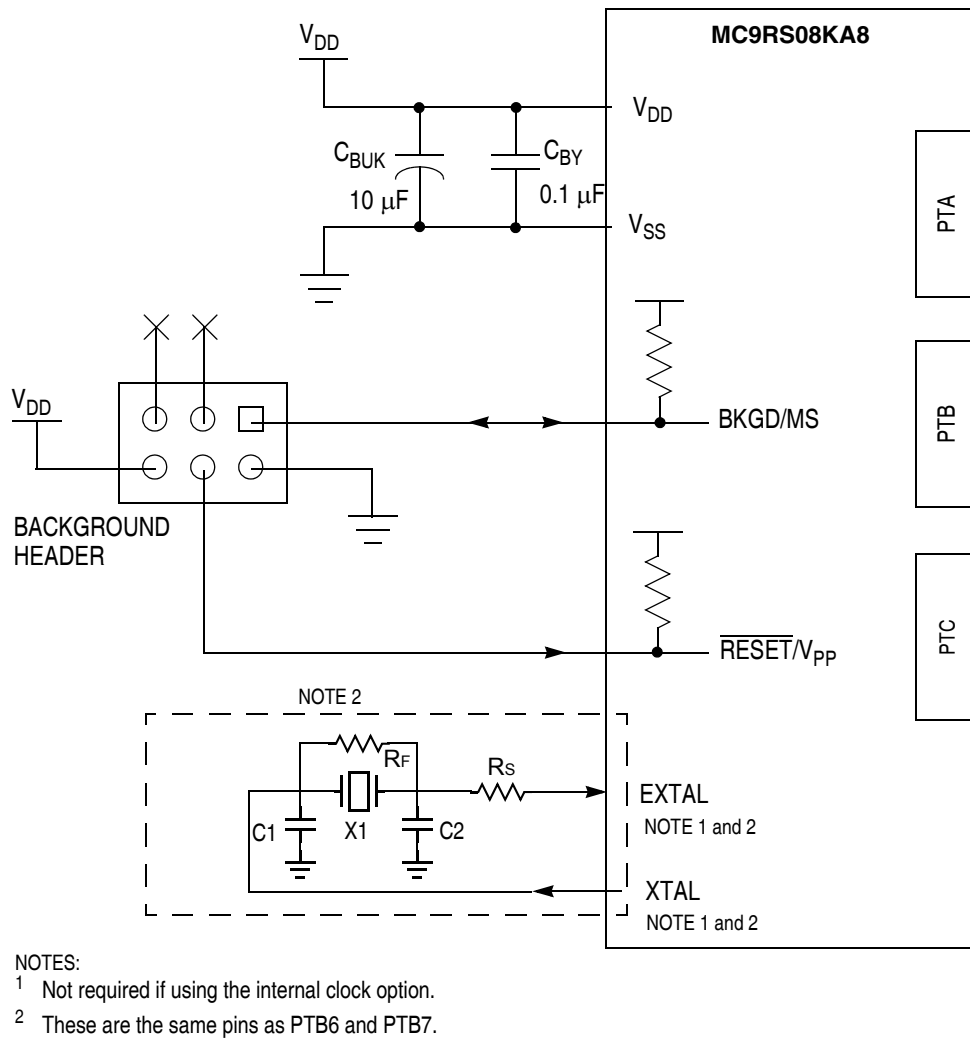 MC9RS08KA8
VDD
VDD
CBUK
10 μF
CBY
0.1 μF
VSS
PTA
VDD
BACKGROUND
HEADER
BKGD/MS
PTB
RESET/VPP
PTC
NOTE 2
RF
RS
C1
X1
C2
EXTAL
NOTE 1 and 2
XTAL
NOTE 1 and 2
NOTES:
1 Not required if using the internal clock option.
2 These are the same pins as PTB6 and PTB7.